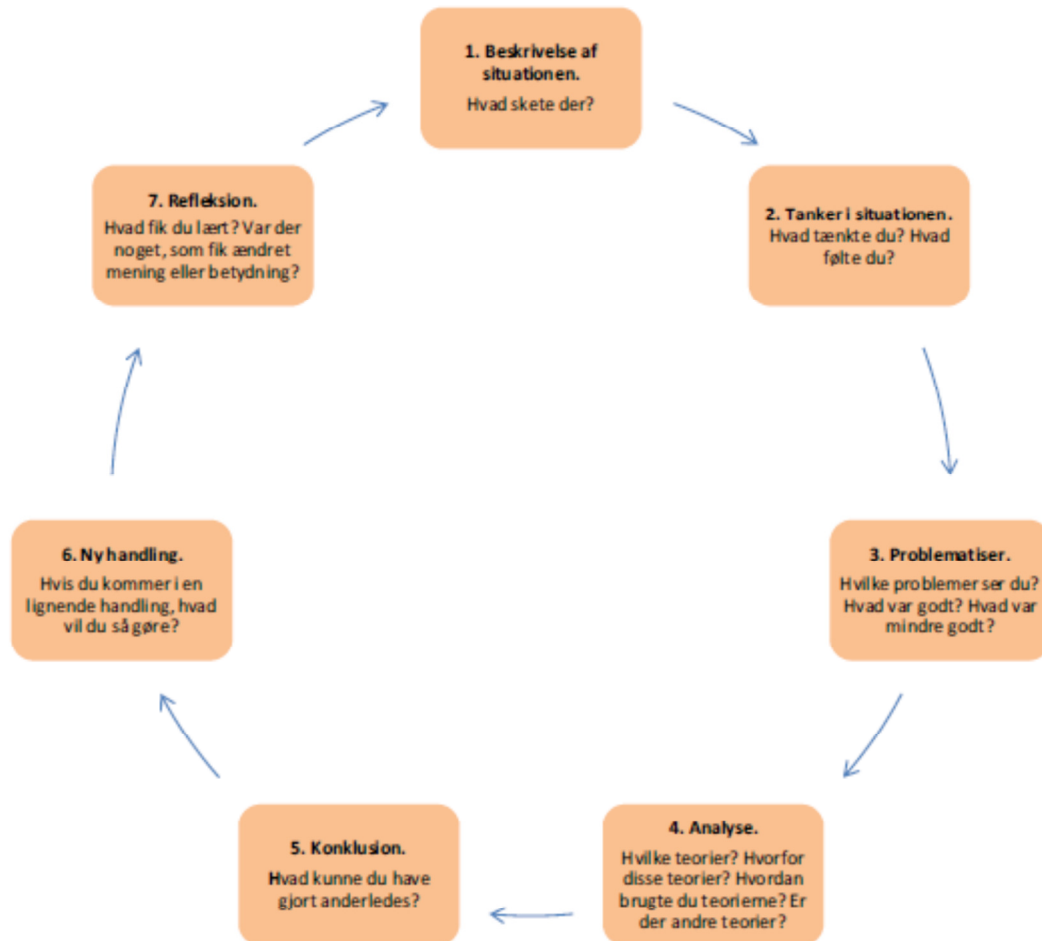 1. Beskrivelse af
situationen.
Hvad skete der?
2. Tanker i situationen.
Hvad tænkte du? Hvad
følte du?
3. Problematiser.
Hvilke problemer ser du?
Hvad var godt? Hvad var
mindre godt?
4. Analyse.
Hvilke teorier? Hvorfor
disse teorier? Hvordan
brugte du teorierne? Er
der andre teorier?
5. Konklusion.
Hvad kunne du have
gjort anderledes?
6. Ny handling.
Hvis du kommer i en
lignende handling, hvad
vil du så gøre?
7. Refleksion.
Hvad fik du lært? Var der
noget, som fik ændret
mening eller betydning?